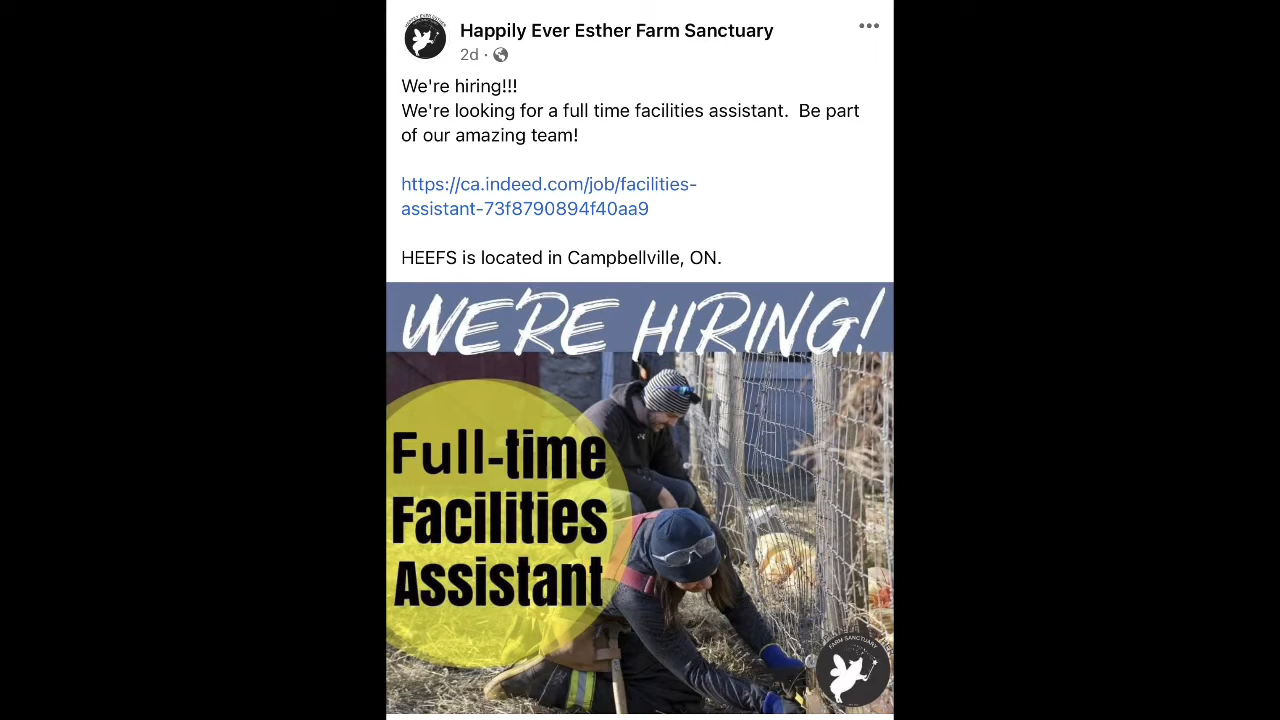 Happily Ever Esther Farm Sanctuary
2d ·
We're hiring!!!
We're looking for a full time facilities assistant.  Be part
of our amazing team!
https://ca.indeed.com/job/facilities-
assistant-73f8790894f40aa9
HEEFS is located in Campbellville, ON.
WE'RE HIRING!
Full-time
Facilities
Assistant
FARM SANCTUARY